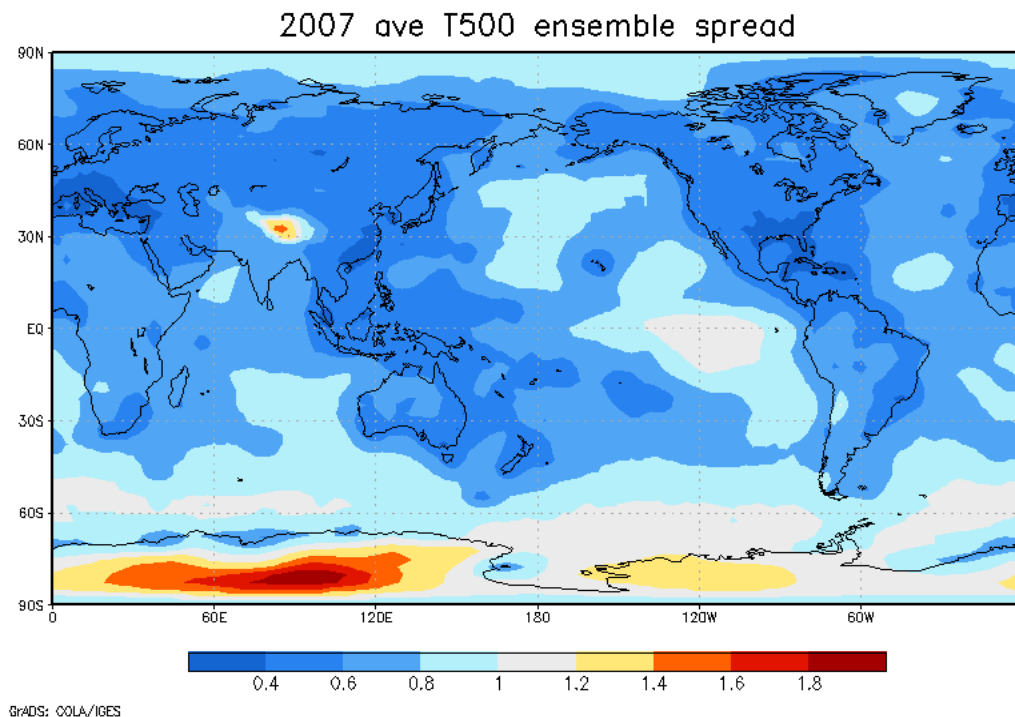 2007 ave T500 ensemble spread
90N
60N
30N
EQ
30S
60S
90S
0 60E 120E 180 120W 60W
0.4 0.6 0.8 1 1.2 1.4 1.6 1.8
GrADS: COLA/IGES